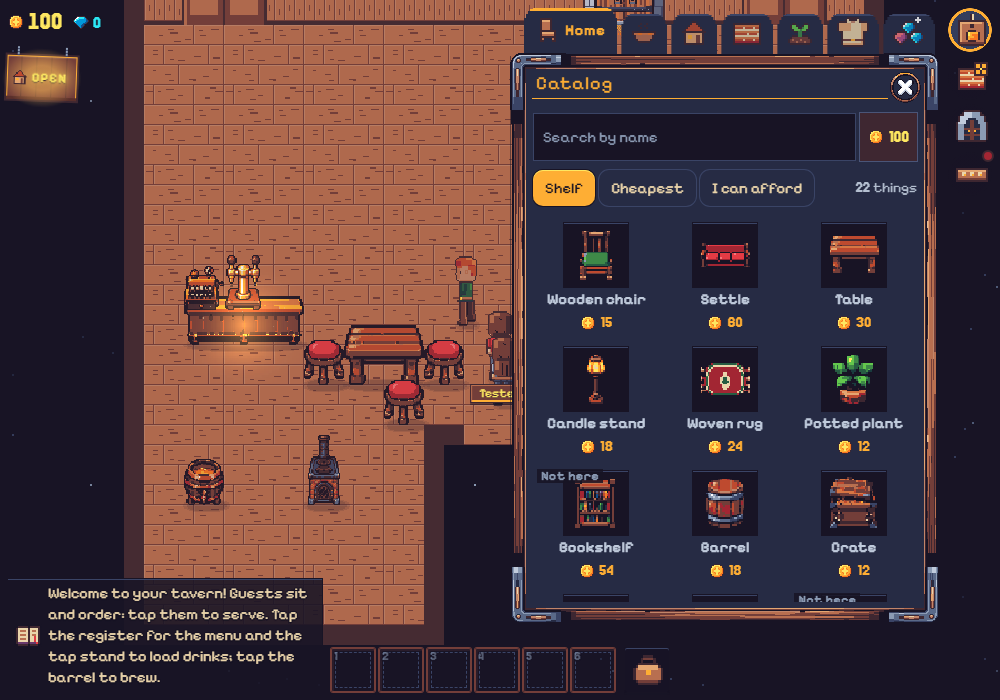 100 0
OPEN
Home
Catalog
Search by name
100
Shelf Cheapest I can afford 22 things
Wooden chair Settle Table
15 60 30
Candle stand Woven rug Potted plant
18 24 12
Not here
Bookshelf Barrel Crate
54 18 12
Not here
Teste
Welcome to your tavern! Guests sit
and order: tap them to serve. Tap
the register for the menu and the
tap stand to load drinks; tap the
barrel to brew.
1 2 3 4 5 6